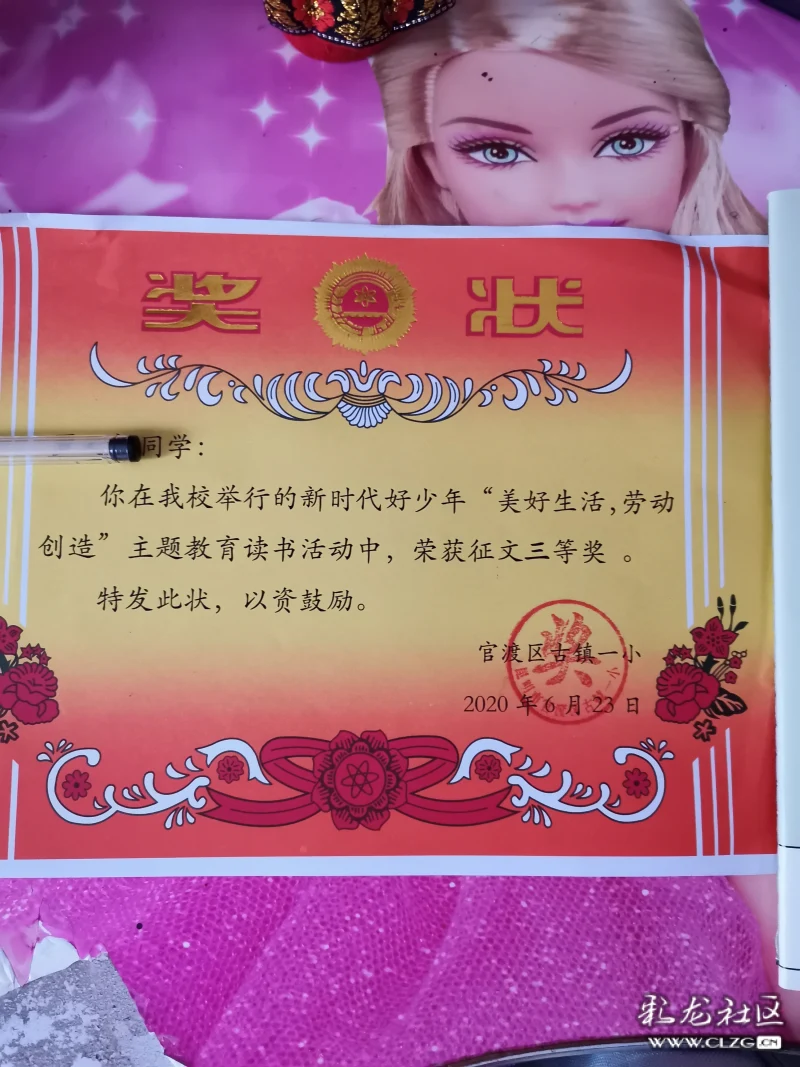 奖状
同学：
你在我校举行的新时代好少年“美好生活，劳动
创造”主题教育读书活动中，荣获征文三等奖 。
特发此状，以资鼓励。
奖
官渡区古镇一小
2020 年 6 月 23 日
彩龙社区
WWW.CLZG.CN